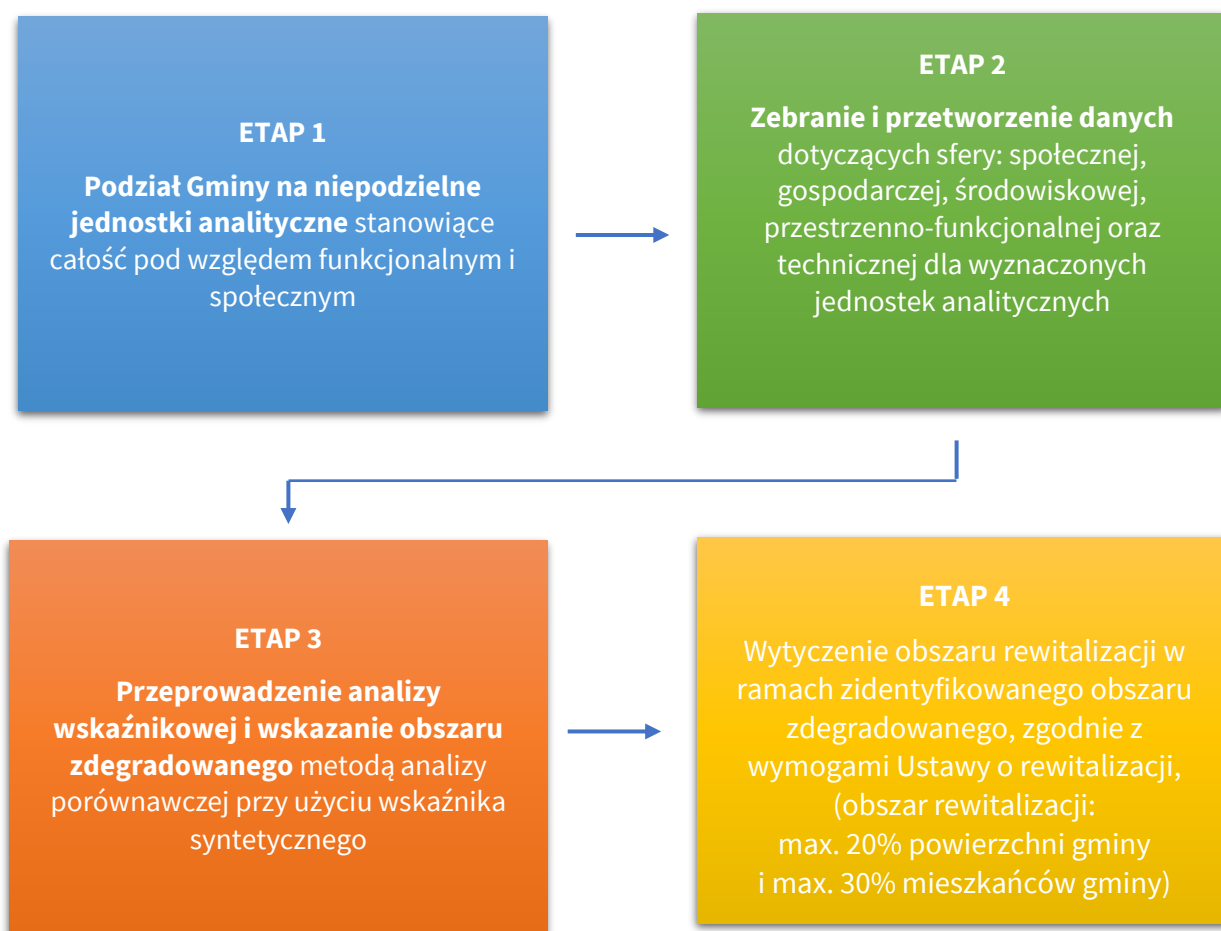 ETAP 1
Podział Gminy na niepodzielne
jednostki analityczne stanowiące
całość pod względem funkcjonalnym i
społecznym
ETAP 2
Zebranie i przetworzenie danych
dotyczących sfery: społecznej,
gospodarczej, środowiskowej,
przestrzenno-funkcjonalnej oraz
technicznej dla wyznaczonych
jednostek analitycznych
ETAP 3
Przeprowadzenie analizy
wskaźnikowej i wskazanie obszaru
zdegradowanego metodą analizy
porównawczej przy użyciu wskaźnika
syntetycznego
ETAP 4
Wytyczenie obszaru rewitalizacji w
ramach zidentyfikowanego obszaru
zdegradowanego, zgodnie z
wymogami Ustawy o rewitalizacji,
(obszar rewitalizacji:
max. 20% powierzchni gminy
i max. 30% mieszkańców gminy)